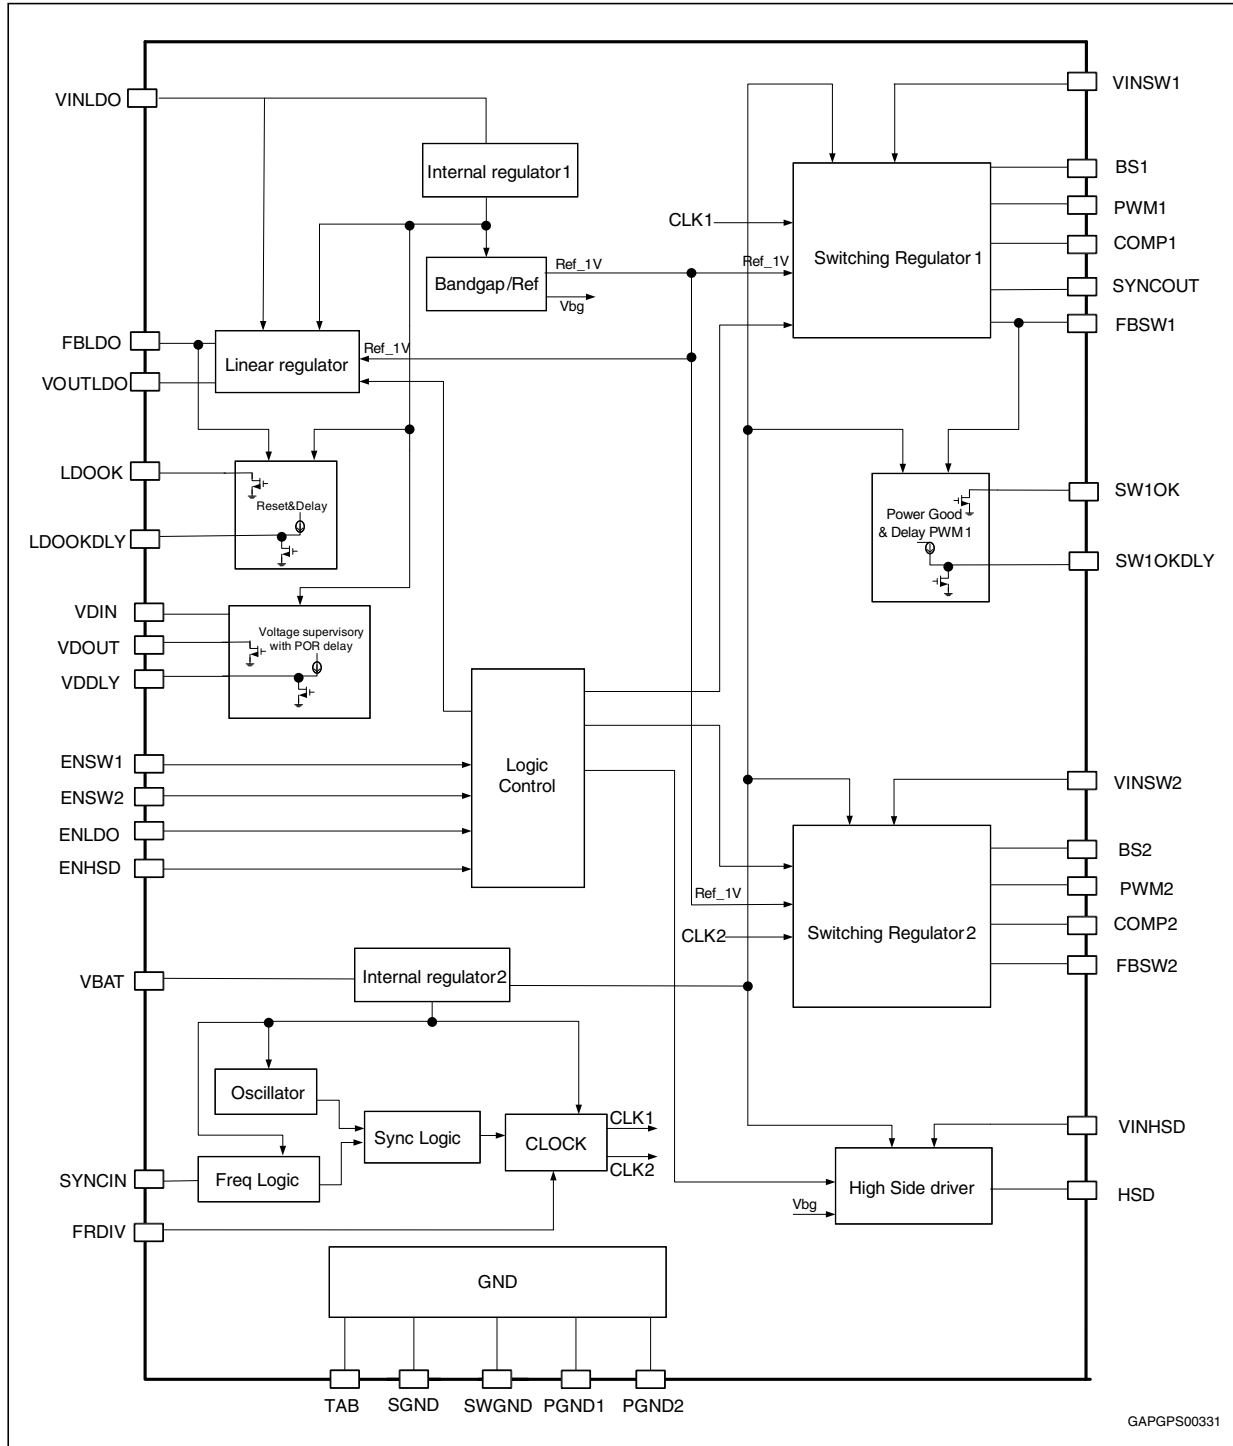 VINLDO
VINSW1
Internal regulator1
BS1
PWM1
CLK1
COMP1
Switching Regulator 1
Ref_1V
Ref_1V
Bandgap/Ref
SYNCOUT
Vbg
FBSW1
FBLDO
Ref_1V
Linear regulator
VOUTLDO
LDOOK
SW1OK
Reset&Delay
Power Good
& Delay PWM1
LDOOKDLY
SW1OKDLY
VDIN
Voltage supervisory
with POR delay
VDOUT
VDDLY
Logic
Control
ENSW1
VINSW2
ENSW2
ENLDO
BS2
ENHSD
PWM2
Ref_1V
COMP2
CLK2
Switching Regulator2
FBSW2
VBAT
Internal regulator2
Oscillator
CLK1
VINHSD
Sync Logic
CLOCK
CLK2
SYNCIN
Freq Logic
High Side driver
HSD
Vbg
FRDIV
GND
TAB
SGND
SWGND
PGND1
PGND2
GAPGPS00331